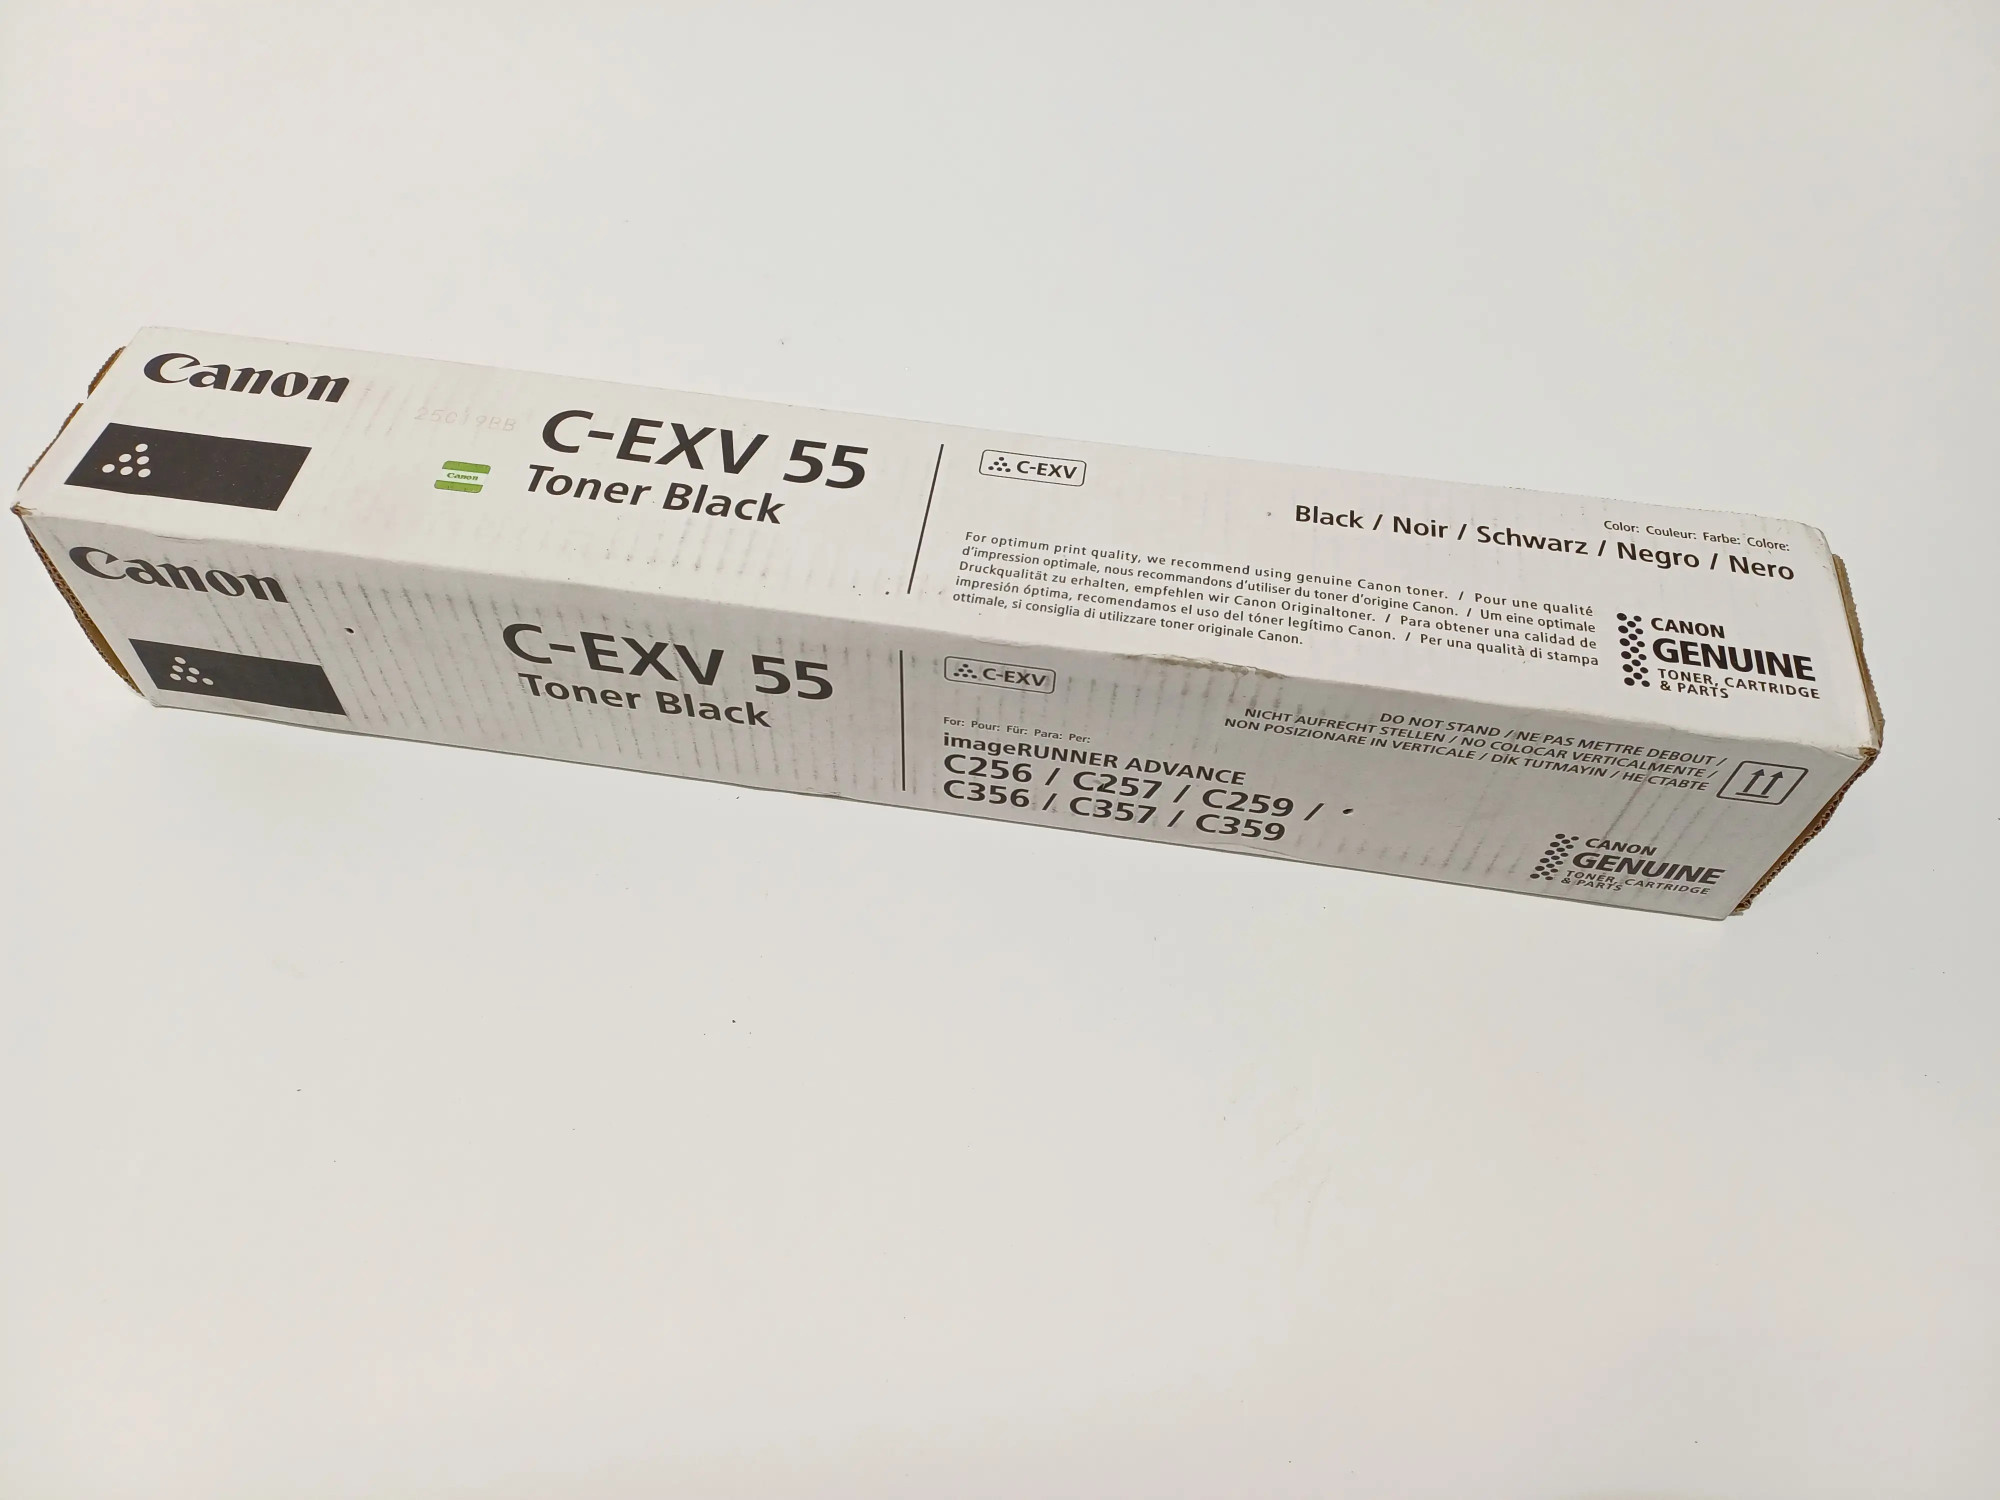 Canon
25019BB
Canon
C-EXV 55
Toner Black
C-EXV
Color: Couleur: Farbe: Colore:
Black / Noir / Schwarz / Negro / Nero
For optimum print quality, we recommend using genuine Canon toner. / Pour une qualité
d'impression optimale, nous recommandons d'utiliser du toner d'origine Canon. / Um eine optimale
Druckqualität zu erhalten, empfehlen wir Canon Originaltoner. / Para obtener una calidad de
impresión óptima, recomendamos el uso del tóner legítimo Canon. / Per una qualità di stampa
ottimale, si consiglia di utilizzare toner originale Canon.
CANON
GENUINE
TONER, CARTRIDGE
& PARTS
Canon
C-EXV 55
Toner Black
C-EXV
For: Pour: Für: Para: Per:
imageRUNNER ADVANCE
C256 / C257 / C259 /
C356 / C357 / C359
DO NOT STAND / NE PAS METTRE DEBOUT /
NICHT AUFRECHT STELLEN / NO COLOCAR VERTICALMENTE /
NON POSIZIONARE IN VERTICALE / DİK TUTMAYIN / НЕ СТАВТЕ
CANON
GENUINE
TONER, CARTRIDGE
& PARTS